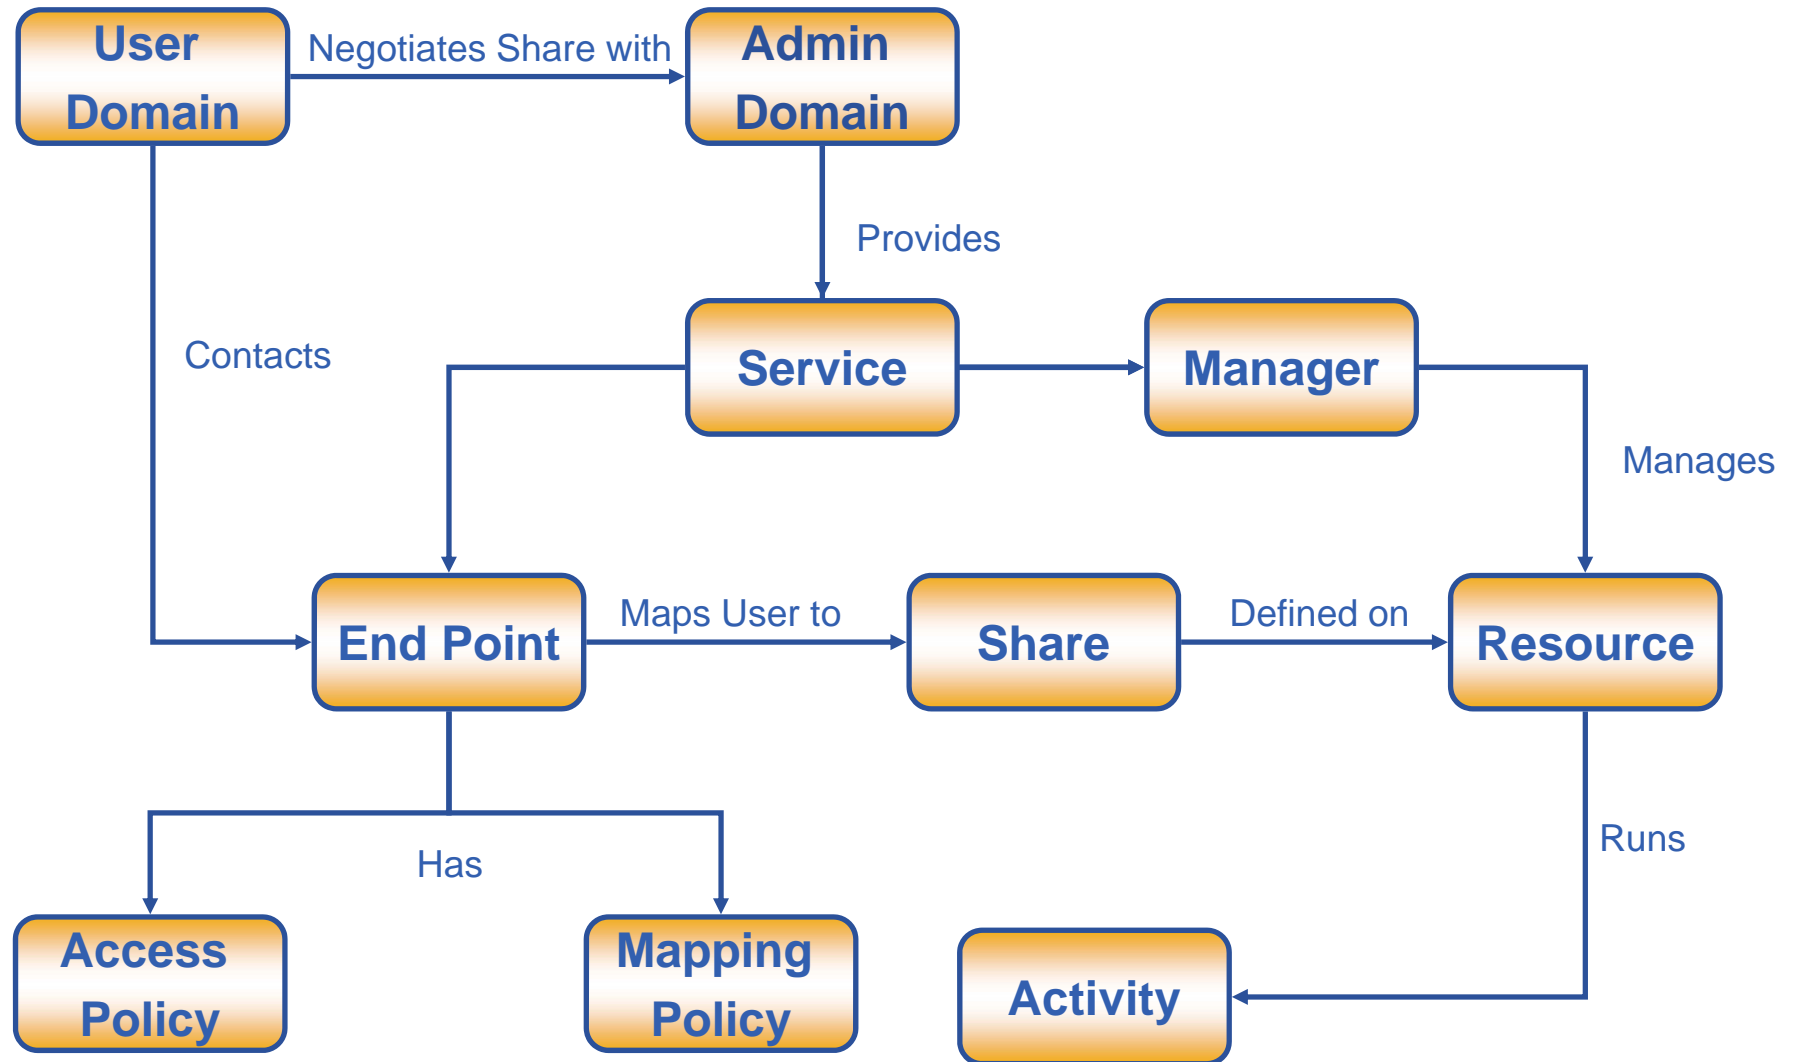 User
Domain
Negotiates Share with
Admin
Domain
Provides
Contacts
Service
Manager
Manages
End Point
Maps User to
Share
Defined on
Resource
Has
Runs
Access
Policy
Mapping
Policy
Activity